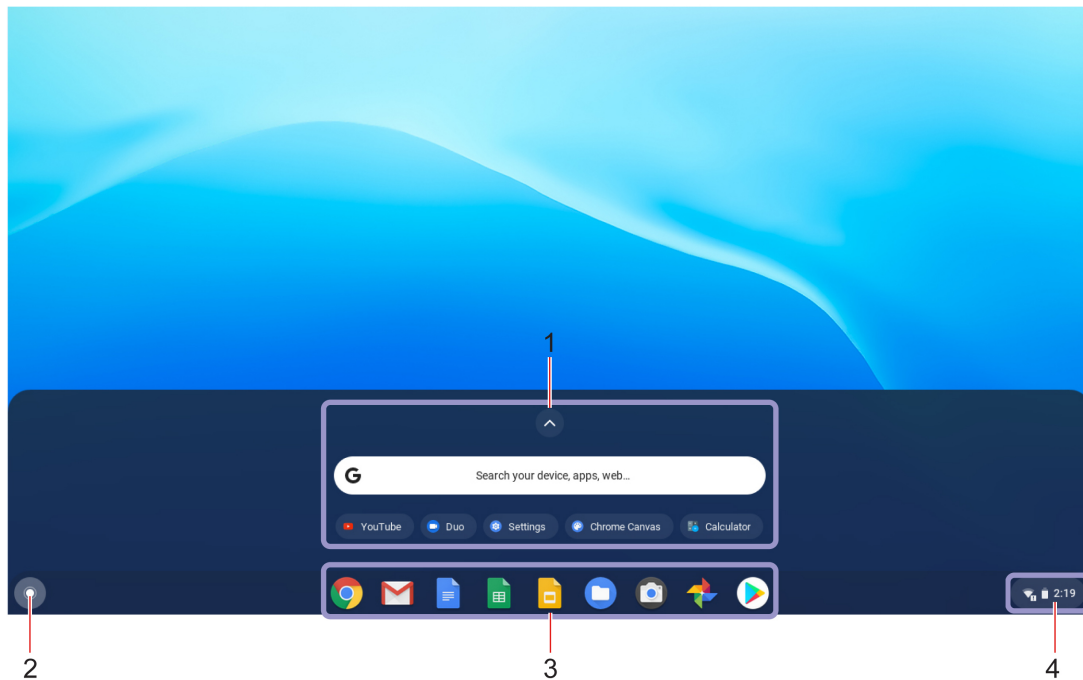 1
G Search your device, apps, web...
YouTube Duo Settings Chrome Canvas Calculator
2:19
2 3 4